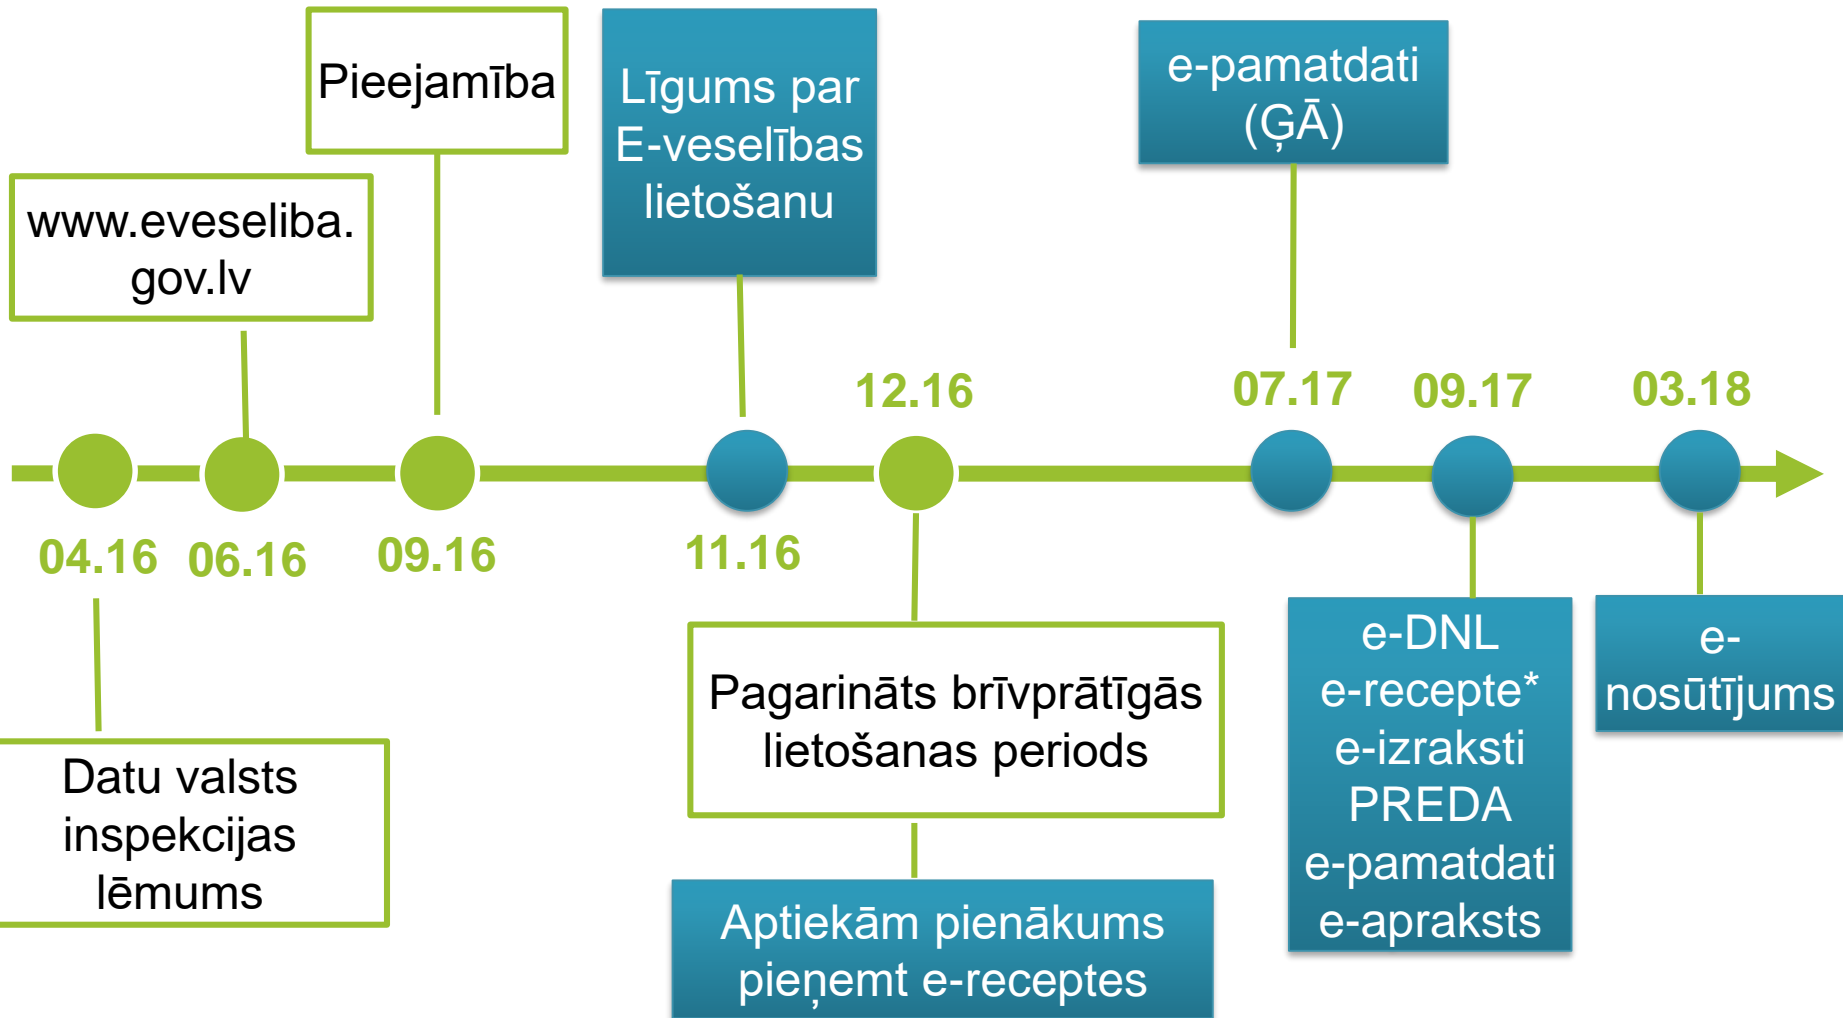 Pieejamība
Līgums par
E-veselības
lietošanu
e-pamatdati
(ĢĀ)
www.eveseliba.
gov.lv
12.16
07.17
09.17
03.18
04.16
06.16
09.16
11.16
Datu valsts
inspekcijas
lēmums
Pagarināts brīvprātīgās
lietošanas periods
Aptiekām pienākums
pieņemt e-receptes
e-DNL
e-recepte*
e-izraksti
PREDA
e-pamatdati
e-apraksts
e-
nosūtījums